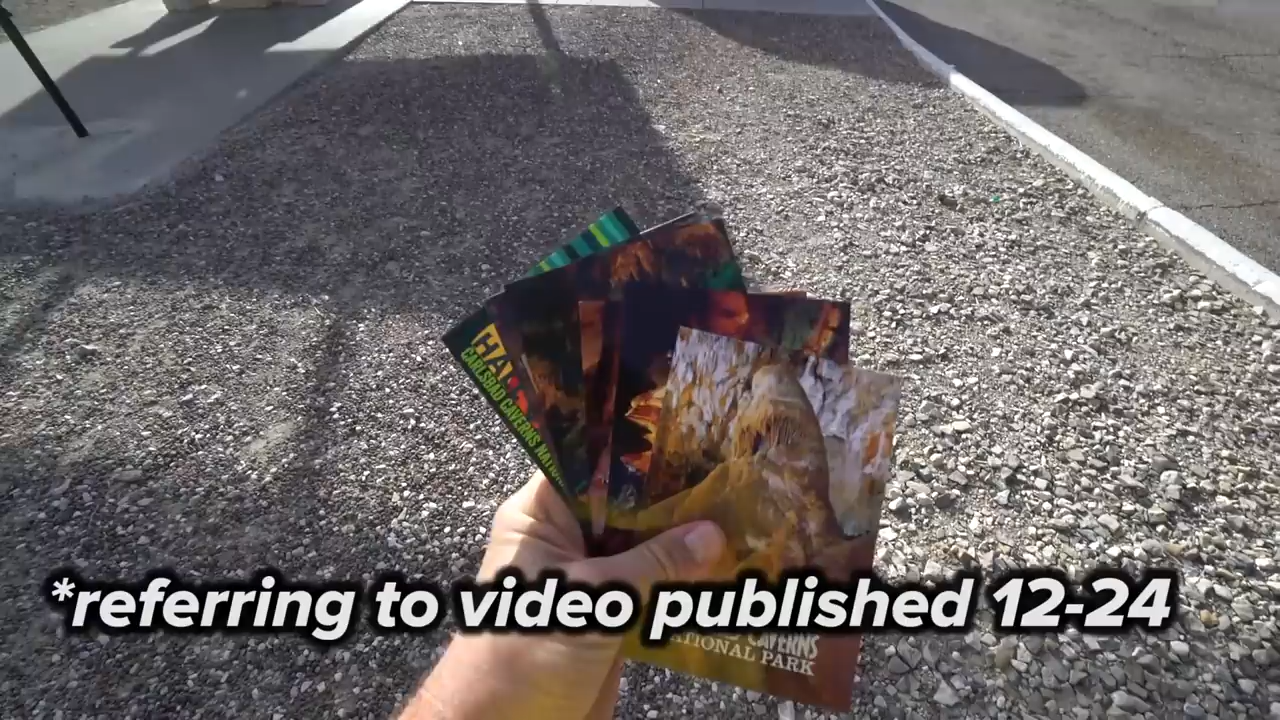 CARLSBAD CAVERNS
*referring to video published 12-24
CAVERNS
NATIONAL PARK